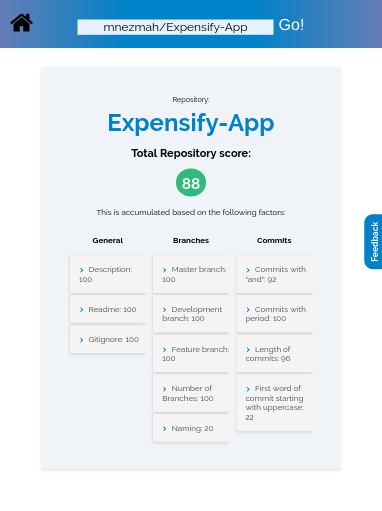 mnezmah/Expensify-App Go!
Repository:
Expensify-App
Total Repository score:
88
This is accumulated based on the following factors:
General
Description:
100
Readme: 100
Gitignore: 100
Branches
Master branch:
100
Development
branch: 100
Feature branch:
100
Number of
Branches: 100
Naming: 20
Commits
Commits with
"and": 92
Commits with
period: 100
Length of
commits: 96
First word of
commit starting
with uppercase:
22
Feedback